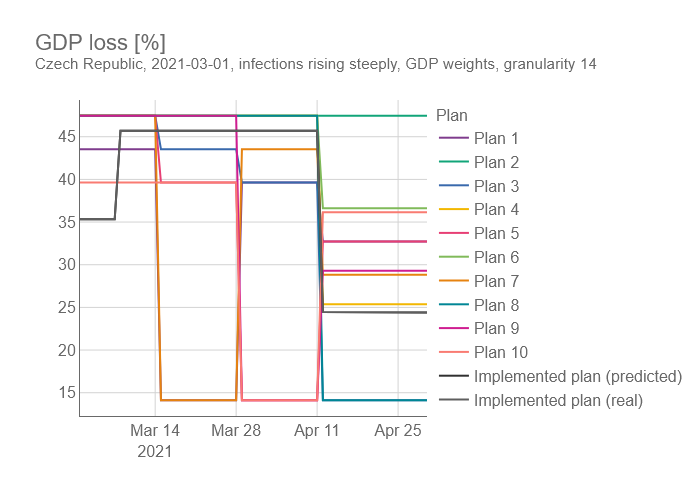 GDP loss [%]
Czech Republic, 2021-03-01, infections rising steeply, GDP weights, granularity 14
45
40
35
30
25
20
15
Mar 14
2021
Mar 28
Apr 11
Apr 25
Plan
Plan 1
Plan 2
Plan 3
Plan 4
Plan 5
Plan 6
Plan 7
Plan 8
Plan 9
Plan 10
Implemented plan (predicted)
Implemented plan (real)